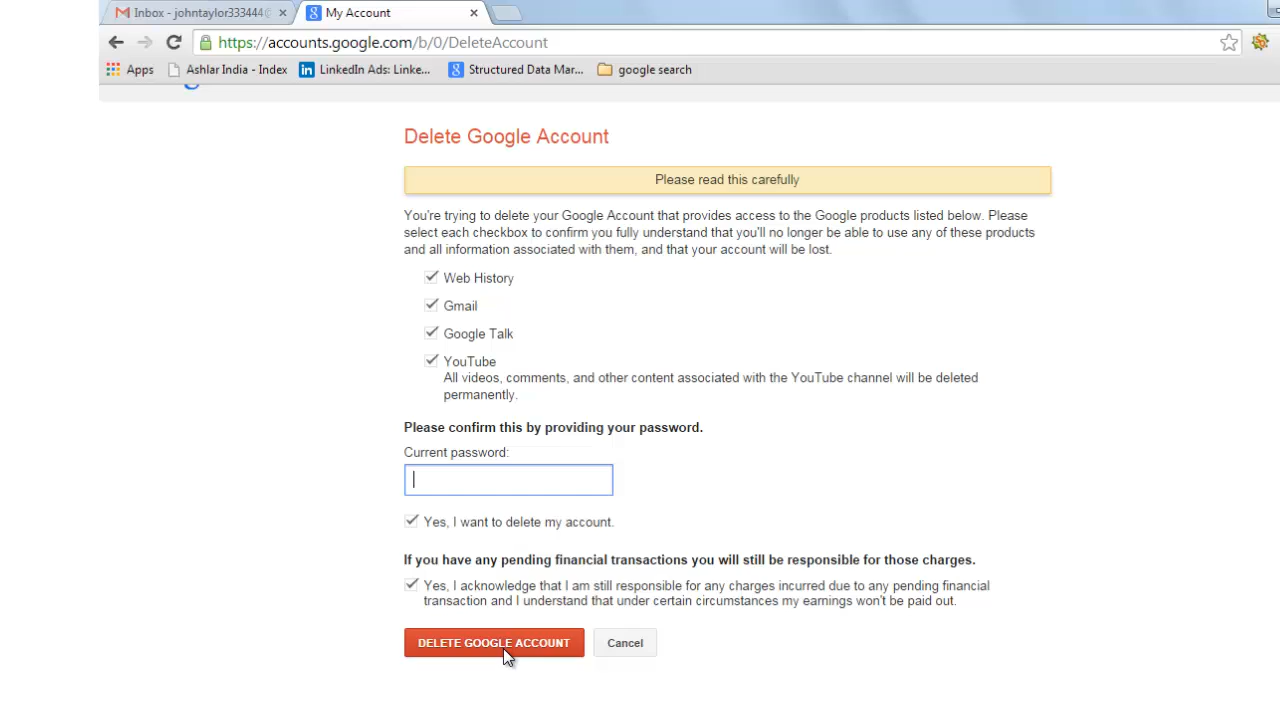 Inbox - johntaylor333444@
My Account
https://accounts.google.com/b/0/DeleteAccount
Apps
Ashlar India - Index
LinkedIn Ads: Linke...
Structured Data Mar...
google search
Delete Google Account
Please read this carefully
You're trying to delete your Google Account that provides access to the Google products listed below. Please
select each checkbox to confirm you fully understand that you'll no longer be able to use any of these products
and all information associated with them, and that your account will be lost.
Web History
Gmail
Google Talk
YouTube
All videos, comments, and other content associated with the YouTube channel will be deleted
permanently.
Please confirm this by providing your password.
Current password:
Yes, I want to delete my account.
If you have any pending financial transactions you will still be responsible for those charges.
Yes, I acknowledge that I am still responsible for any charges incurred due to any pending financial
transaction and I understand that under certain circumstances my earnings won't be paid out.
DELETE GOOGLE ACCOUNT
Cancel